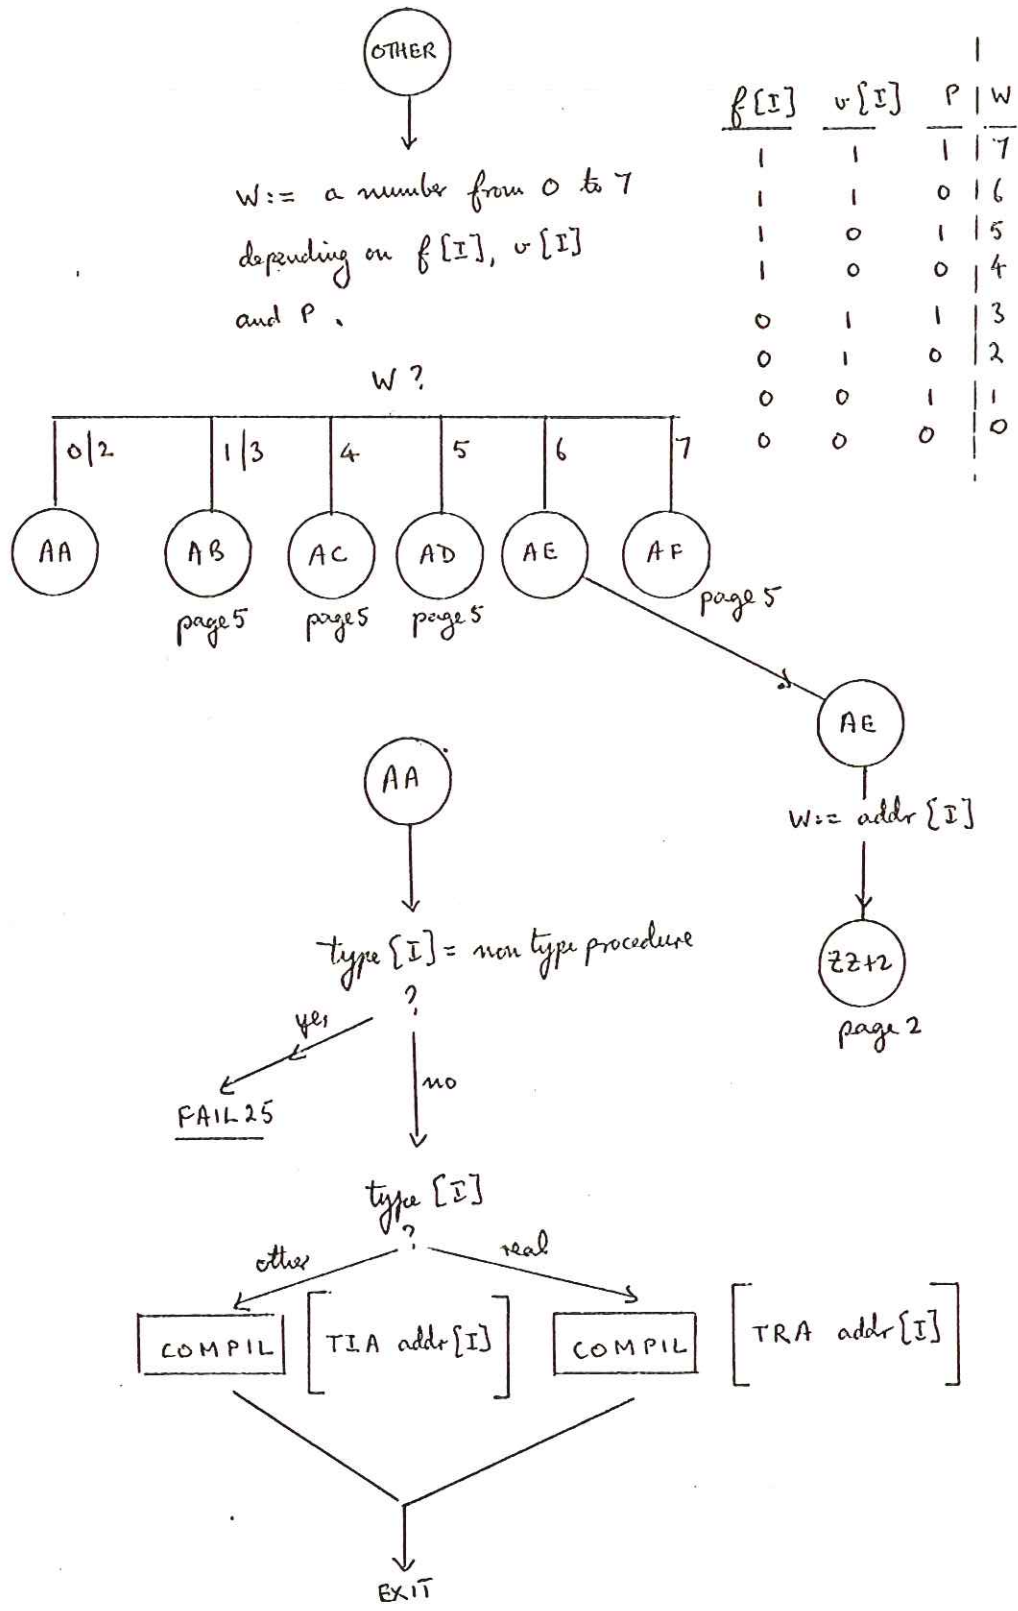 OTHER
W:= a number from 0 to 7
depending on f[I], v[I]
and P.
f[I] v[I] P | W
1 1 1 | 7
1 1 0 | 6
1 0 1 | 5
1 0 0 | 4
0 1 1 | 3
0 1 0 | 2
0 0 1 | 1
0 0 0 | 0
W ?
0/2 1/3 4 5 6 7
AA AB AC AD AE AF
page 5 page 5 page 5 page 5
AE
W:= addr [I]
ZZ+2
page 2
AA
type [I] = non type procedure
?
yes
no
FAIL 25
type [I]
?
other real
COMPIL [TIA addr[I]] COMPIL [TRA addr[I]]
EXIT